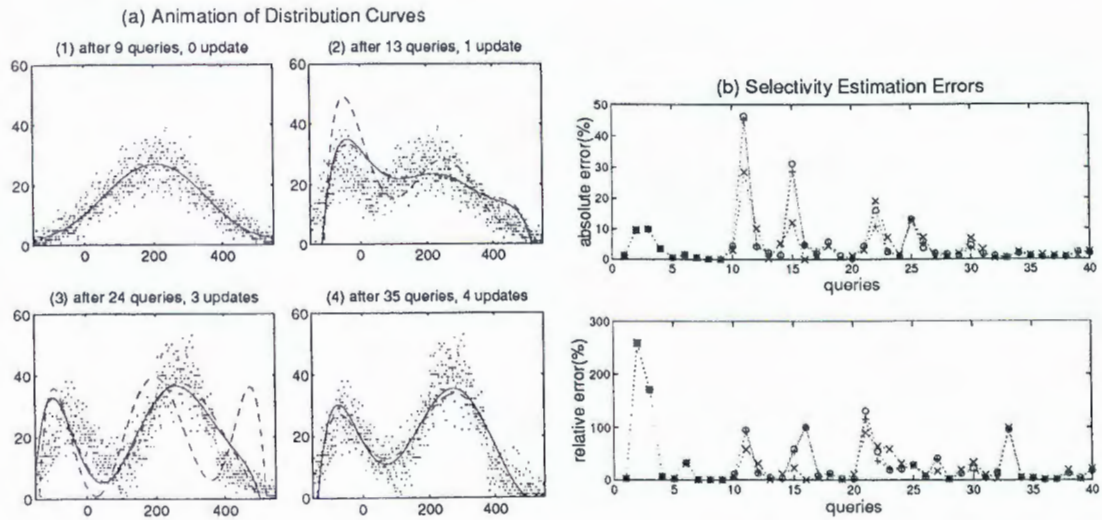 (a) Animation of Distribution Curves
(1) after 9 queries, 0 update
60
40
20
0
0 200 400
(2) after 13 queries, 1 update
60
40
20
0
0 200 400
(3) after 24 queries, 3 updates
60
40
20
0
0 200 400
(4) after 35 queries, 4 updates
60
40
20
0
0 200 400
(b) Selectivity Estimation Errors
absolute error(%)
50
40
30
20
10
0
0 5 10 15 20 25 30 35 40
queries
relative error(%)
300
200
100
0
0 5 10 15 20 25 30 35 40
queries